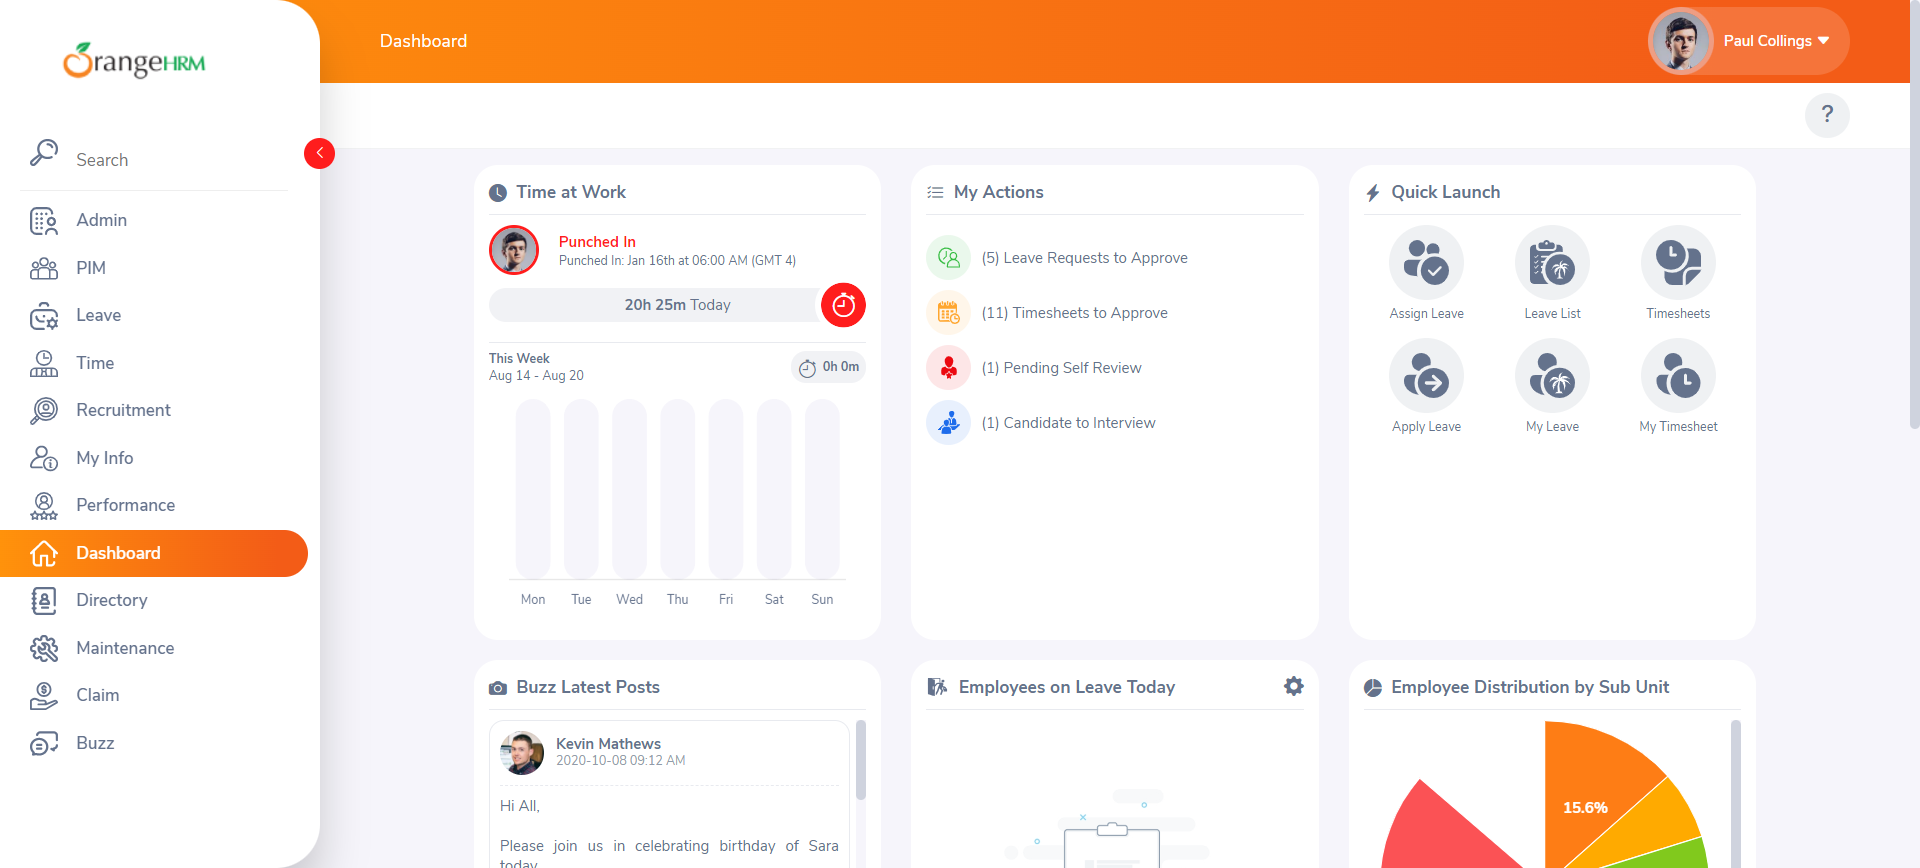 OrangeHRM
Dashboard
Paul Collings
?
Search
Admin
PIM
Leave
Time
Recruitment
My Info
Performance
Dashboard
Directory
Maintenance
Claim
Buzz
Time at Work
Punched In
Punched In: Jan 16th at 06:00 AM (GMT 4)
20h 25m Today
This Week
Aug 14 - Aug 20
0h 0m
Mon Tue Wed Thu Fri Sat Sun
My Actions
(5) Leave Requests to Approve
(11) Timesheets to Approve
(1) Pending Self Review
(1) Candidate to Interview
Quick Launch
Assign Leave
Leave List
Timesheets
Apply Leave
My Leave
My Timesheet
Buzz Latest Posts
Kevin Mathews
2020-10-08 09:12 AM
Hi All,
Please join us in celebrating birthday of Sara
today
Employees on Leave Today
Employee Distribution by Sub Unit
15.6%